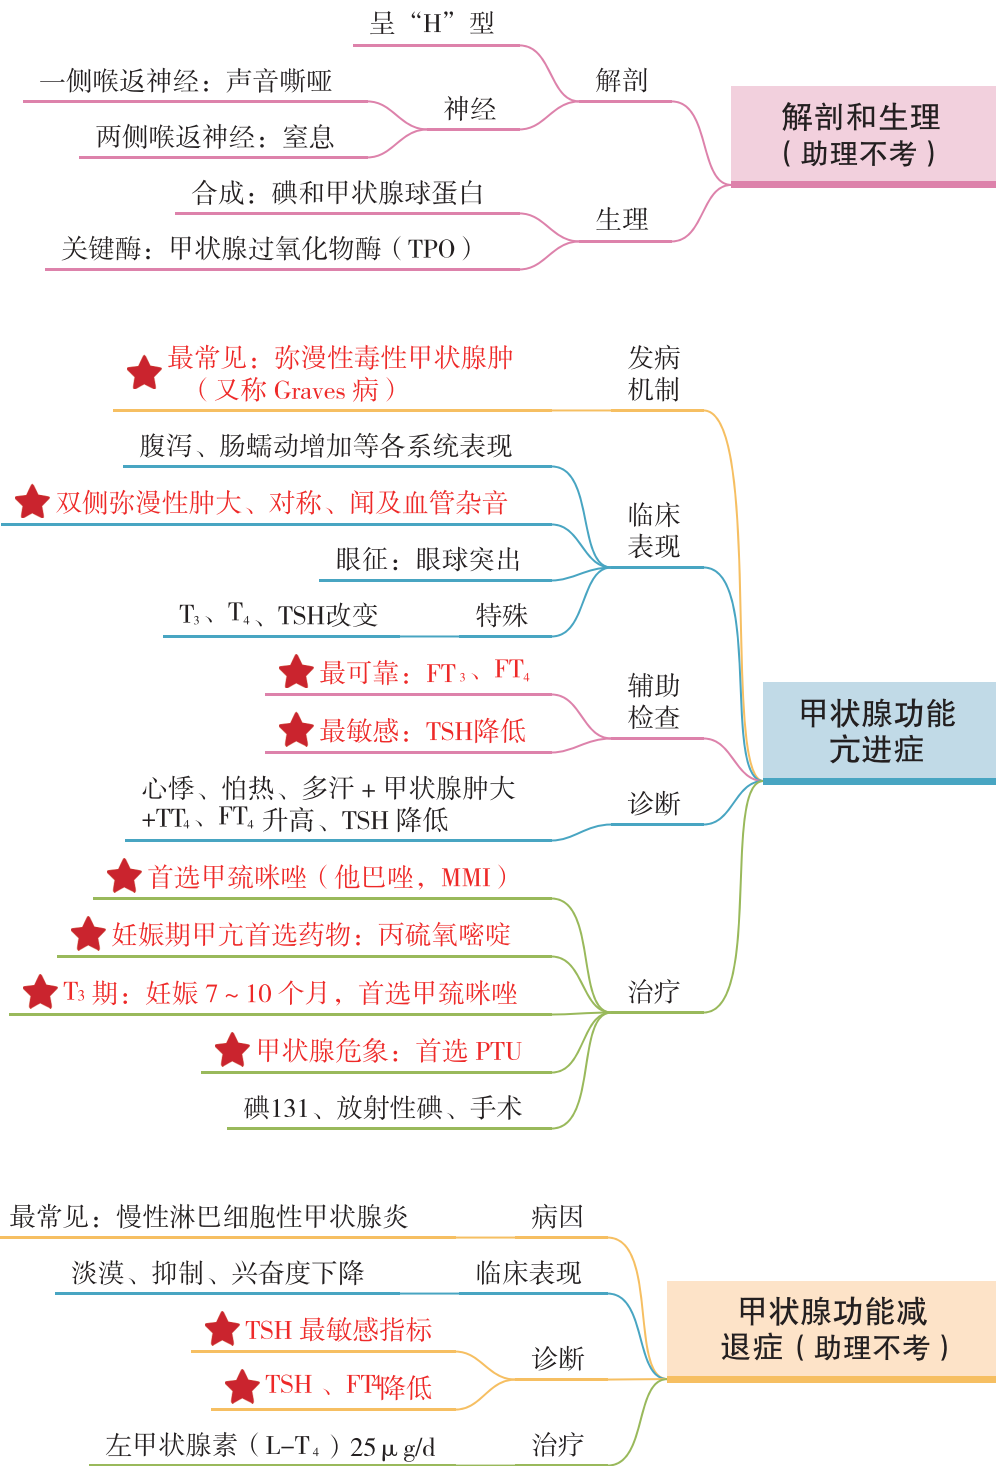 解剖和生理
（助理不考）
解剖
呈“H”型
神经
一侧喉返神经：声音嘶哑
两侧喉返神经：窒息
生理
合成：碘和甲状腺球蛋白
关键酶：甲状腺过氧化物酶（TPO）
甲状腺功能
亢进症
发病
机制
最常见：弥漫性毒性甲状腺肿
（又称 Graves 病）
临床
表现
腹泻、肠蠕动增加等各系统表现
双侧弥漫性肿大、对称、闻及血管杂音
眼征：眼球突出
特殊
T₃、T₄、TSH改变
辅助
检查
最可靠：FT₃、FT₄
最敏感：TSH降低
诊断
心悸、怕热、多汗 + 甲状腺肿大
+TT₄、FT₄ 升高、TSH 降低
治疗
首选甲巯咪唑（他巴唑，MMI）
妊娠期甲亢首选药物：丙硫氧嘧啶
T₃ 期：妊娠 7 ~ 10 个月，首选甲巯咪唑
甲状腺危象：首选 PTU
碘131、放射性碘、手术
甲状腺功能减
退症（助理不考）
病因
最常见：慢性淋巴细胞性甲状腺炎
临床表现
淡漠、抑制、兴奋度下降
诊断
TSH 最敏感指标
TSH 、FT4降低
治疗
左甲状腺素（L-T₄）25 μg/d